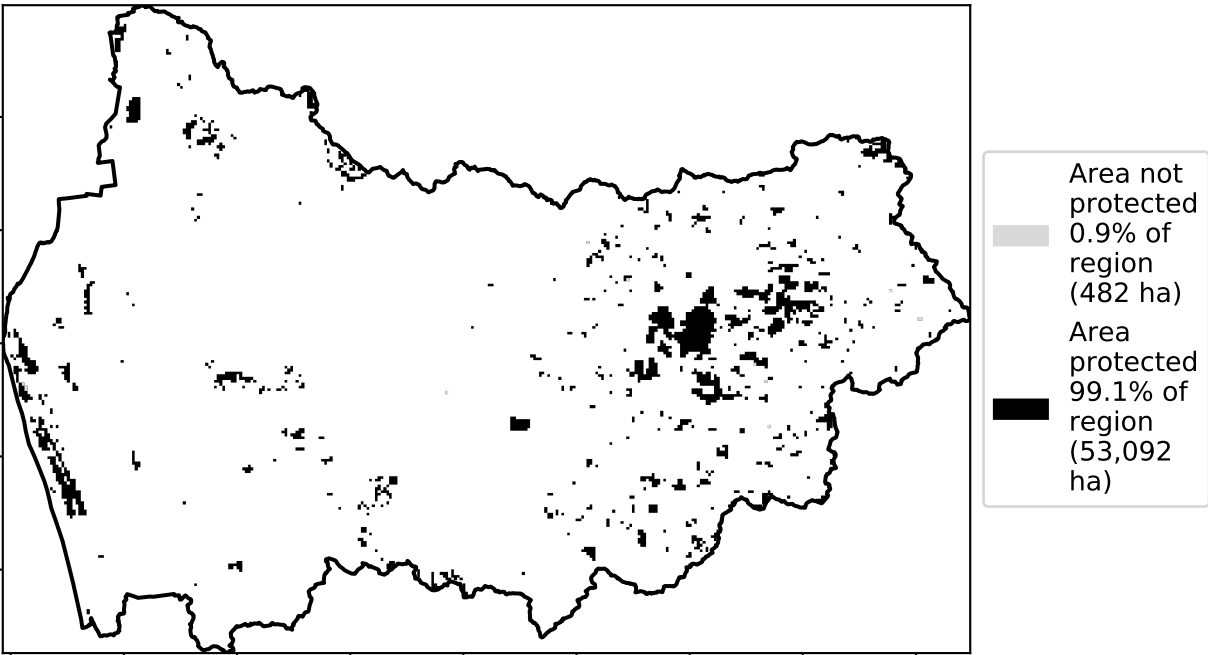 Area not
protected
0.9% of
region
(482 ha)
Area
protected
99.1% of
region
(53,092
ha)